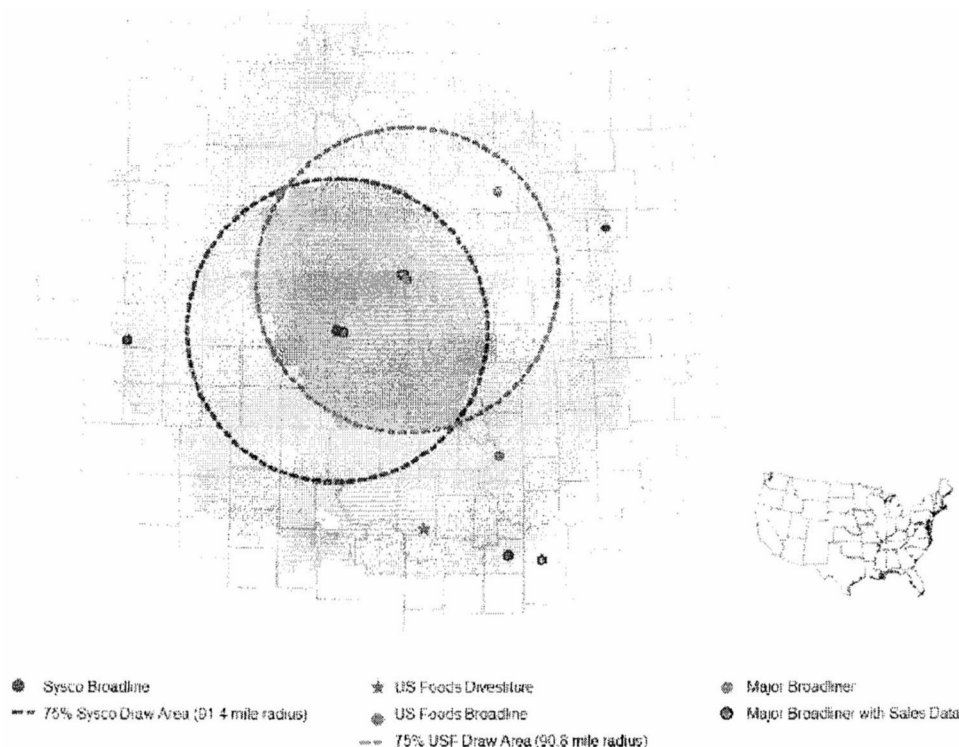 Sysco Broadline
75% Sysco Draw Area (91.4 mile radius)
US Foods Divestiture
US Foods Broadline
75% USF Draw Area (90.8 mile radius)
Major Broadliner
Major Broadliner with Sales Data